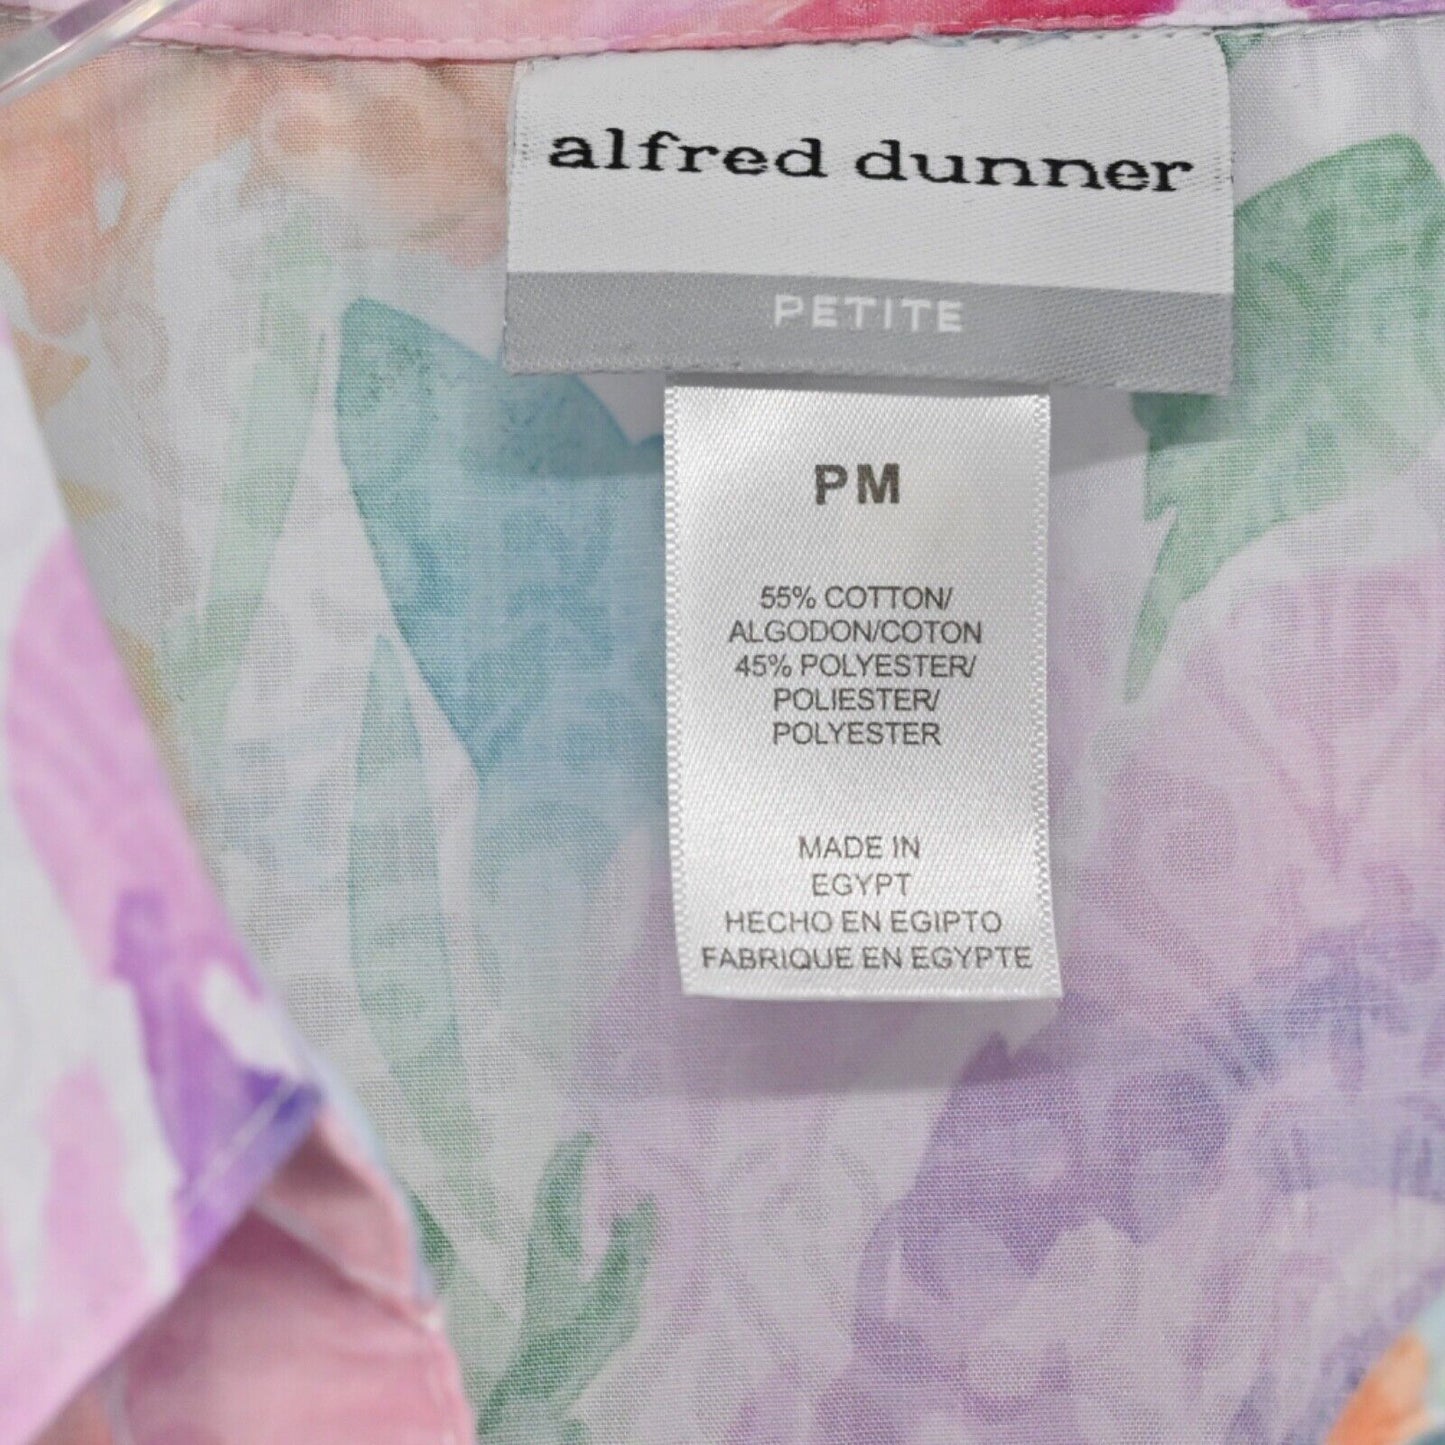 alfred dunner
PETITE
PM
55% COTTON/
ALGODON/COTON
45% POLYESTER/
POLIESTER/
POLYESTER
MADE IN
EGYPT
HECHO EN EGIPTO
FABRIQUE EN EGYPTE